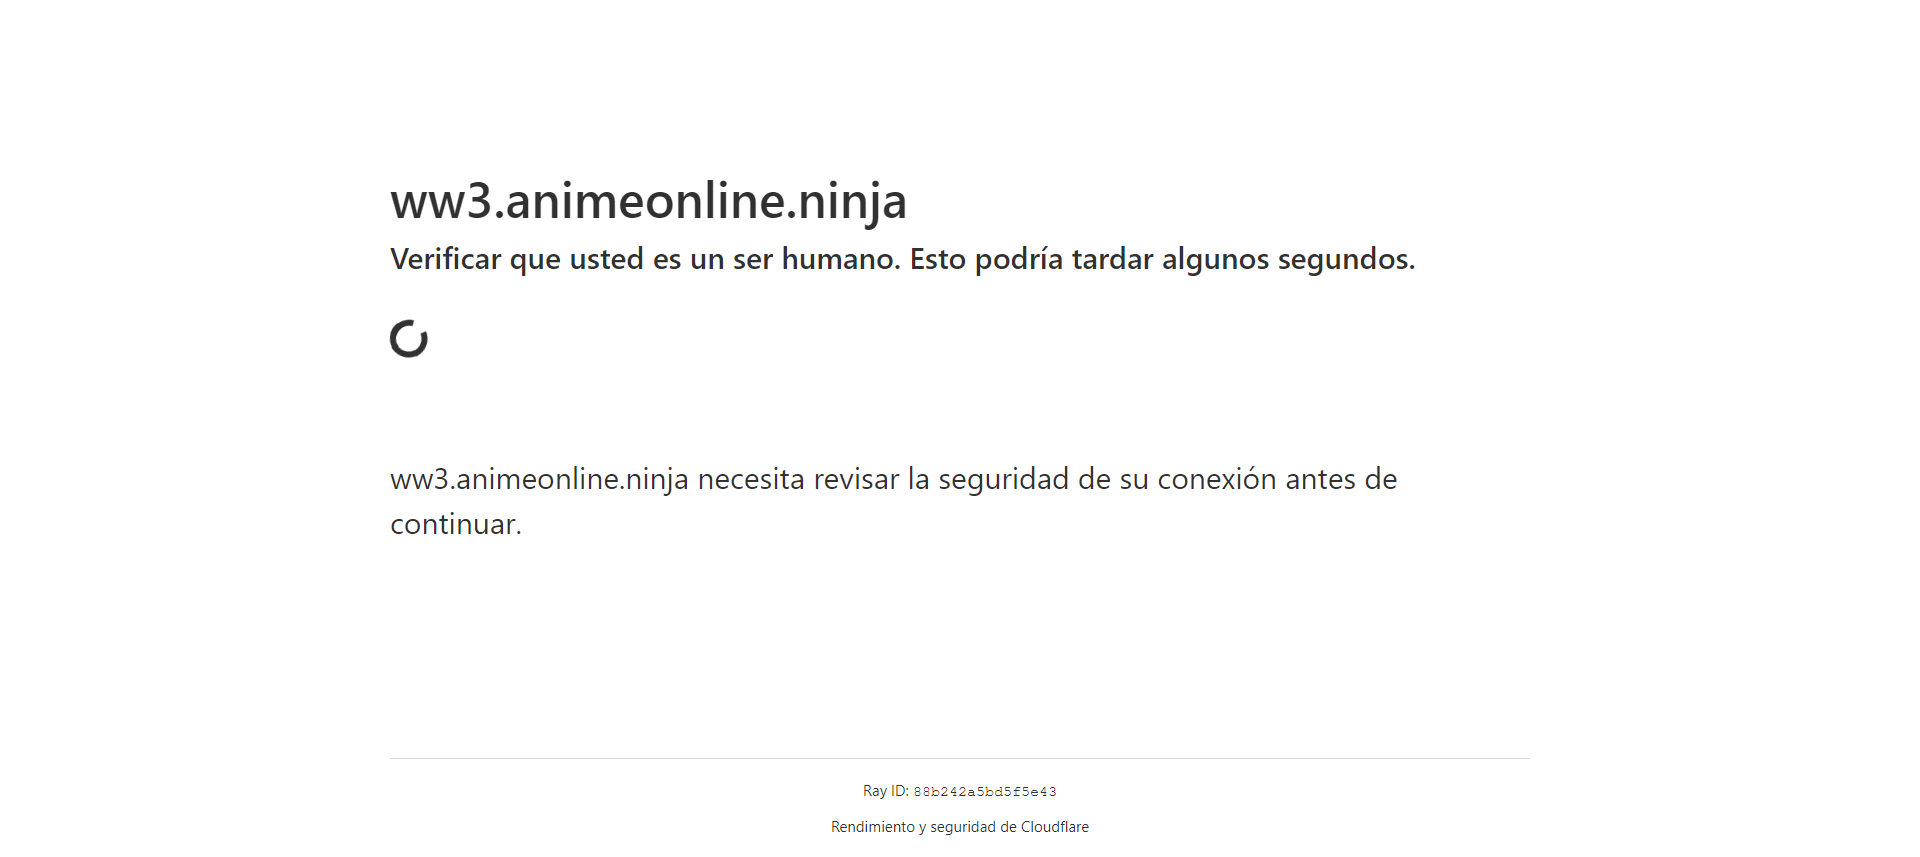 ww3.animeonline.ninja
Verificar que usted es un ser humano. Esto podría tardar algunos segundos.
ww3.animeonline.ninja necesita revisar la seguridad de su conexión antes de
continuar.
Ray ID: 88b242a5bd5f5e43
Rendimiento y seguridad de Cloudflare